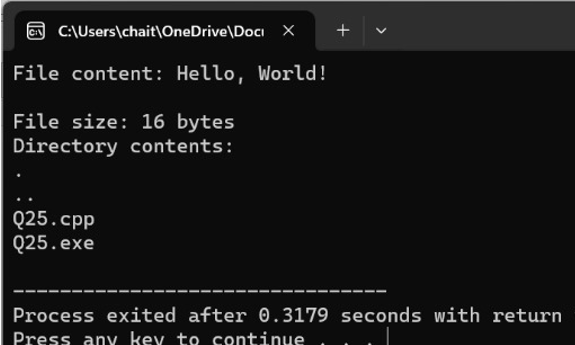 C:\Users\chait\OneDrive\Docu
File content: Hello, World!
File size: 16 bytes
Directory contents:
.
..
Q25.cpp
Q25.exe
--------------------------------
Process exited after 0.3179 seconds with return
Press any key to continue . . .